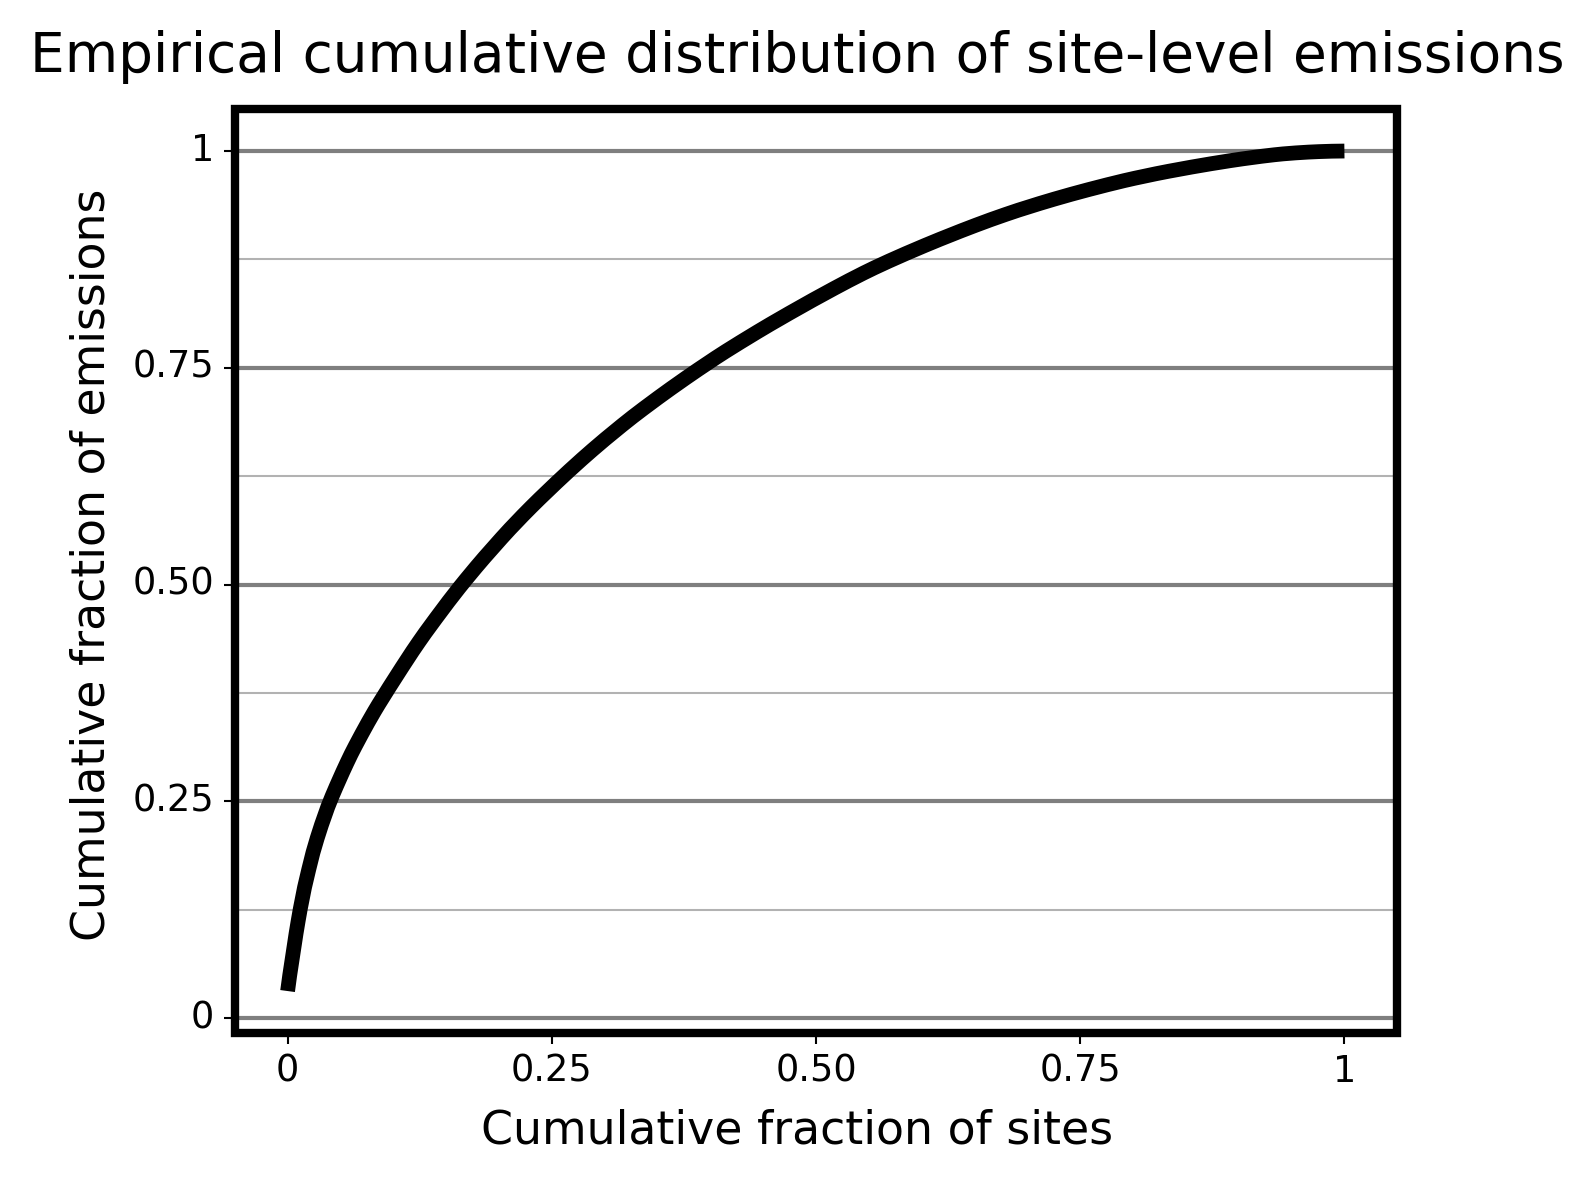 Empirical cumulative distribution of site-level emissions
Cumulative fraction of emissions
1
0.75
0.50
0.25
0
0 0.25 0.50 0.75 1
Cumulative fraction of sites